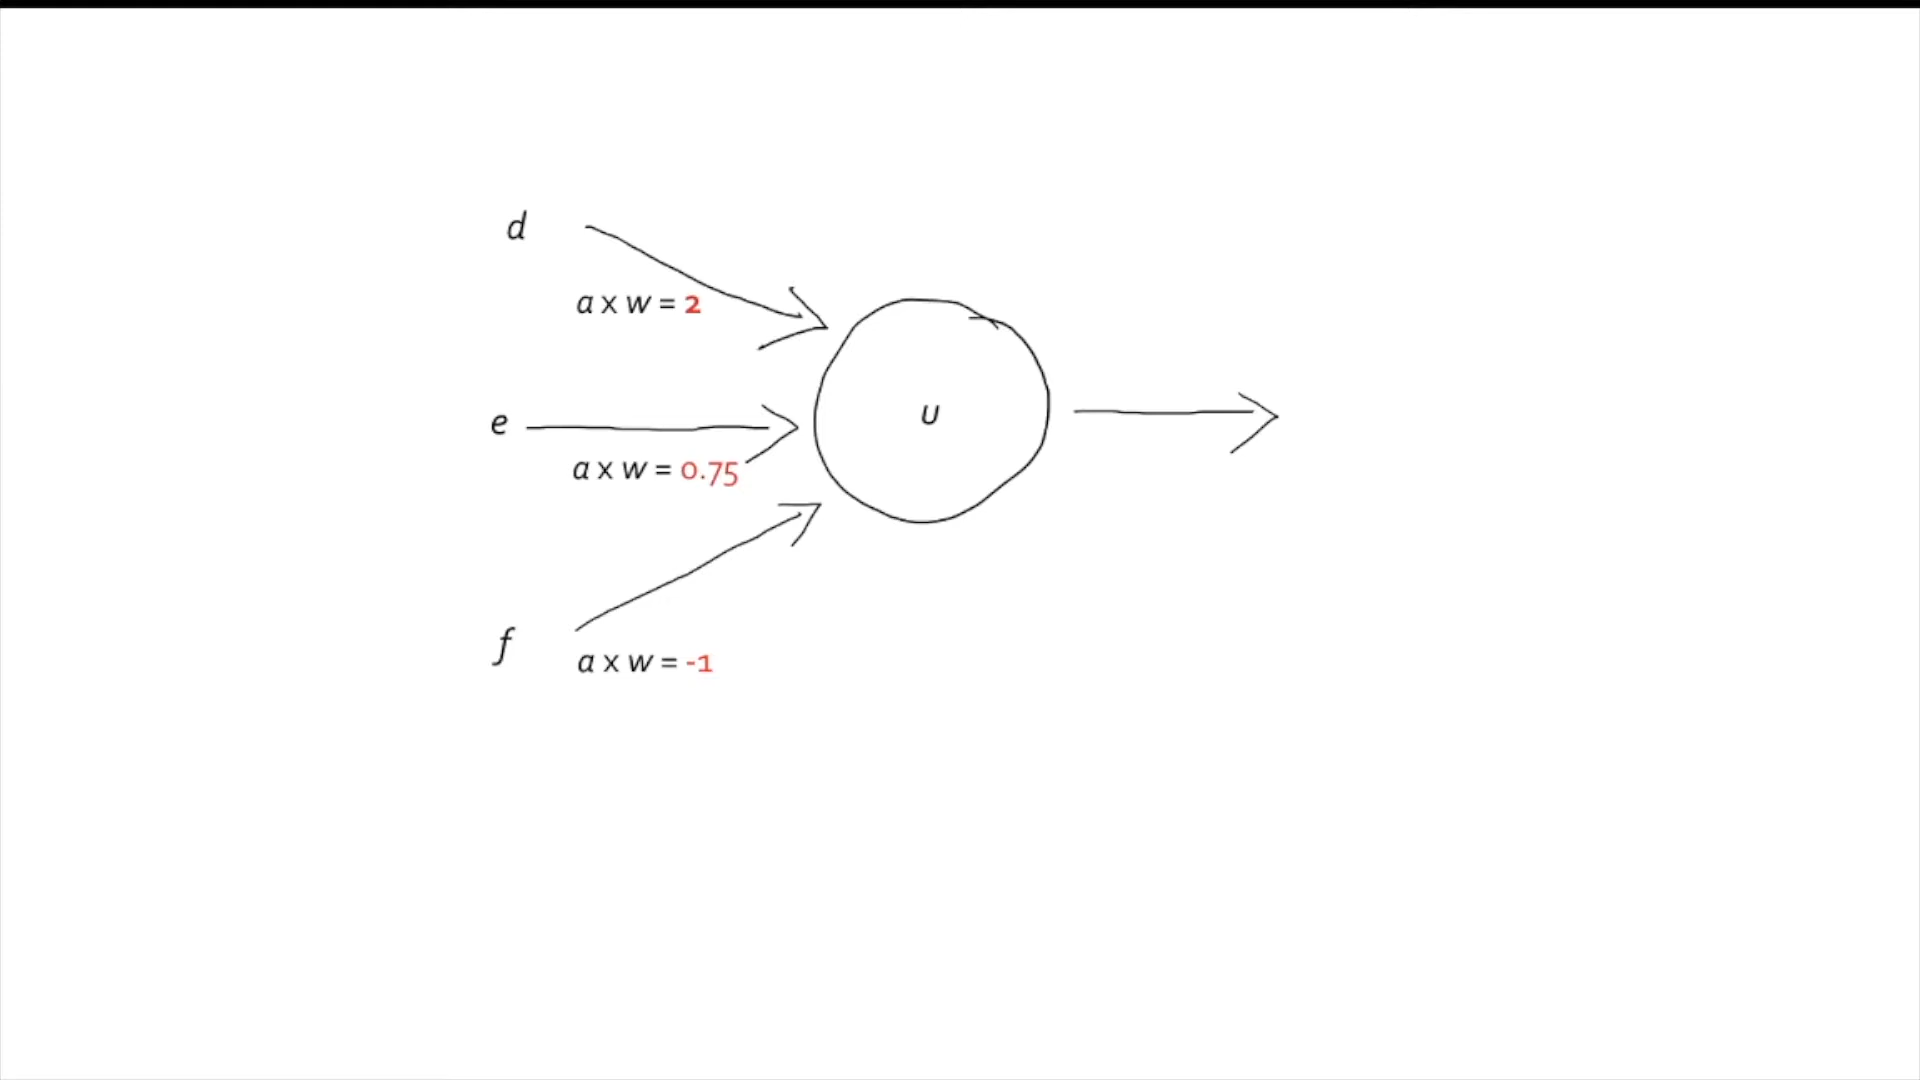 d
a x w = 2
e
U
a x w = 0.75
f
a x w = -1